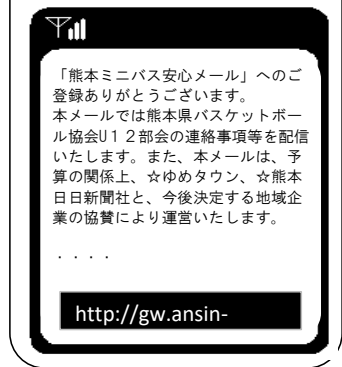 「熊本ミニバス安心メール」へのご
登録ありがとうございます。
本メールでは熊本県バスケットボー
ル協会U12部会の連絡事項等を配信
いたします。また、本メールは、予
算の関係上、☆ゆめタウン、☆熊本
日日新聞社と、今後決定する地域企
業の協賛により運営いたします。
・・・・
http://gw.ansin-